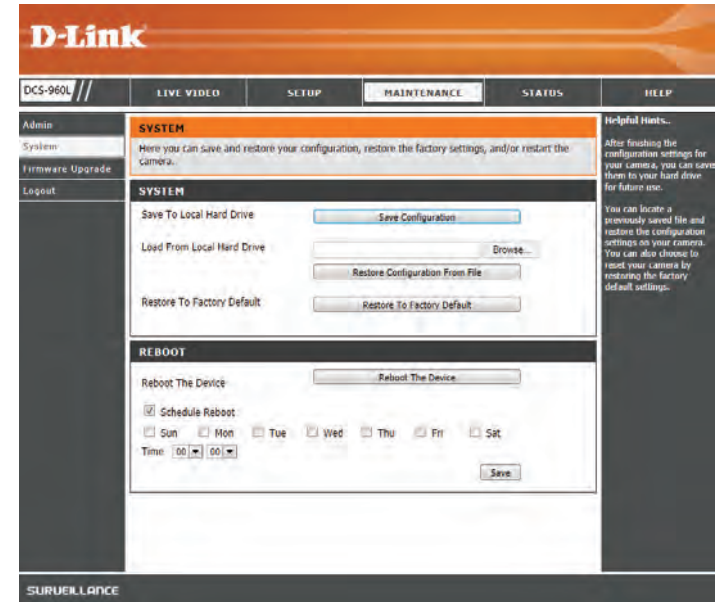 D-Link
DCS-960L //
LIVE VIDEO
SETUP
MAINTENANCE
STATUS
HELP
Admin
System
Firmware Upgrade
Logout
SYSTEM
Here you can save and restore your configuration, restore the factory settings, and/or restart the
camera.
SYSTEM
Save To Local Hard Drive
Save Configuration
Load From Local Hard Drive
Browse...
Restore Configuration From File
Restore To Factory Default
Restore To Factory Default
REBOOT
Reboot The Device
Reboot The Device
Schedule Reboot
Sun Mon Tue Wed Thu Fri Sat
Time 00 00
Save
Helpful Hints..
After finishing the
configuration settings for
your camera, you can save
them to your hard drive
for future use.
You can locate a
previously saved file and
restore the configuration
settings on your camera.
You can also choose to
reset your camera by
restoring the factory
default settings.
SURVEILLANCE